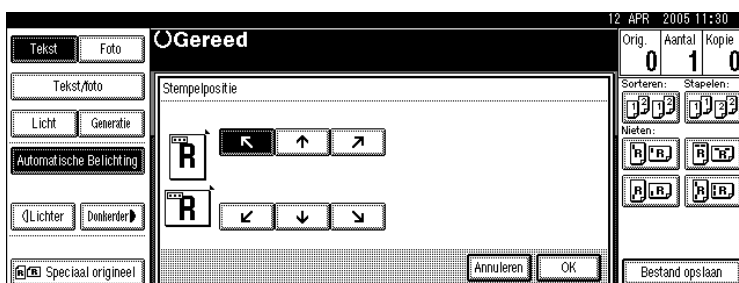 12 APR 2005 11:30
Tekst Foto
Gereed
Orig. Aantal Kopie
0 1 0
Tekst/foto
Stempelpositie
Sorteren: Stapelen:
Licht Generatie
Nieten:
Automatische Belichting
Lichter Donkerder
Speciaal origineel
Annuleren OK
Bestand opslaan